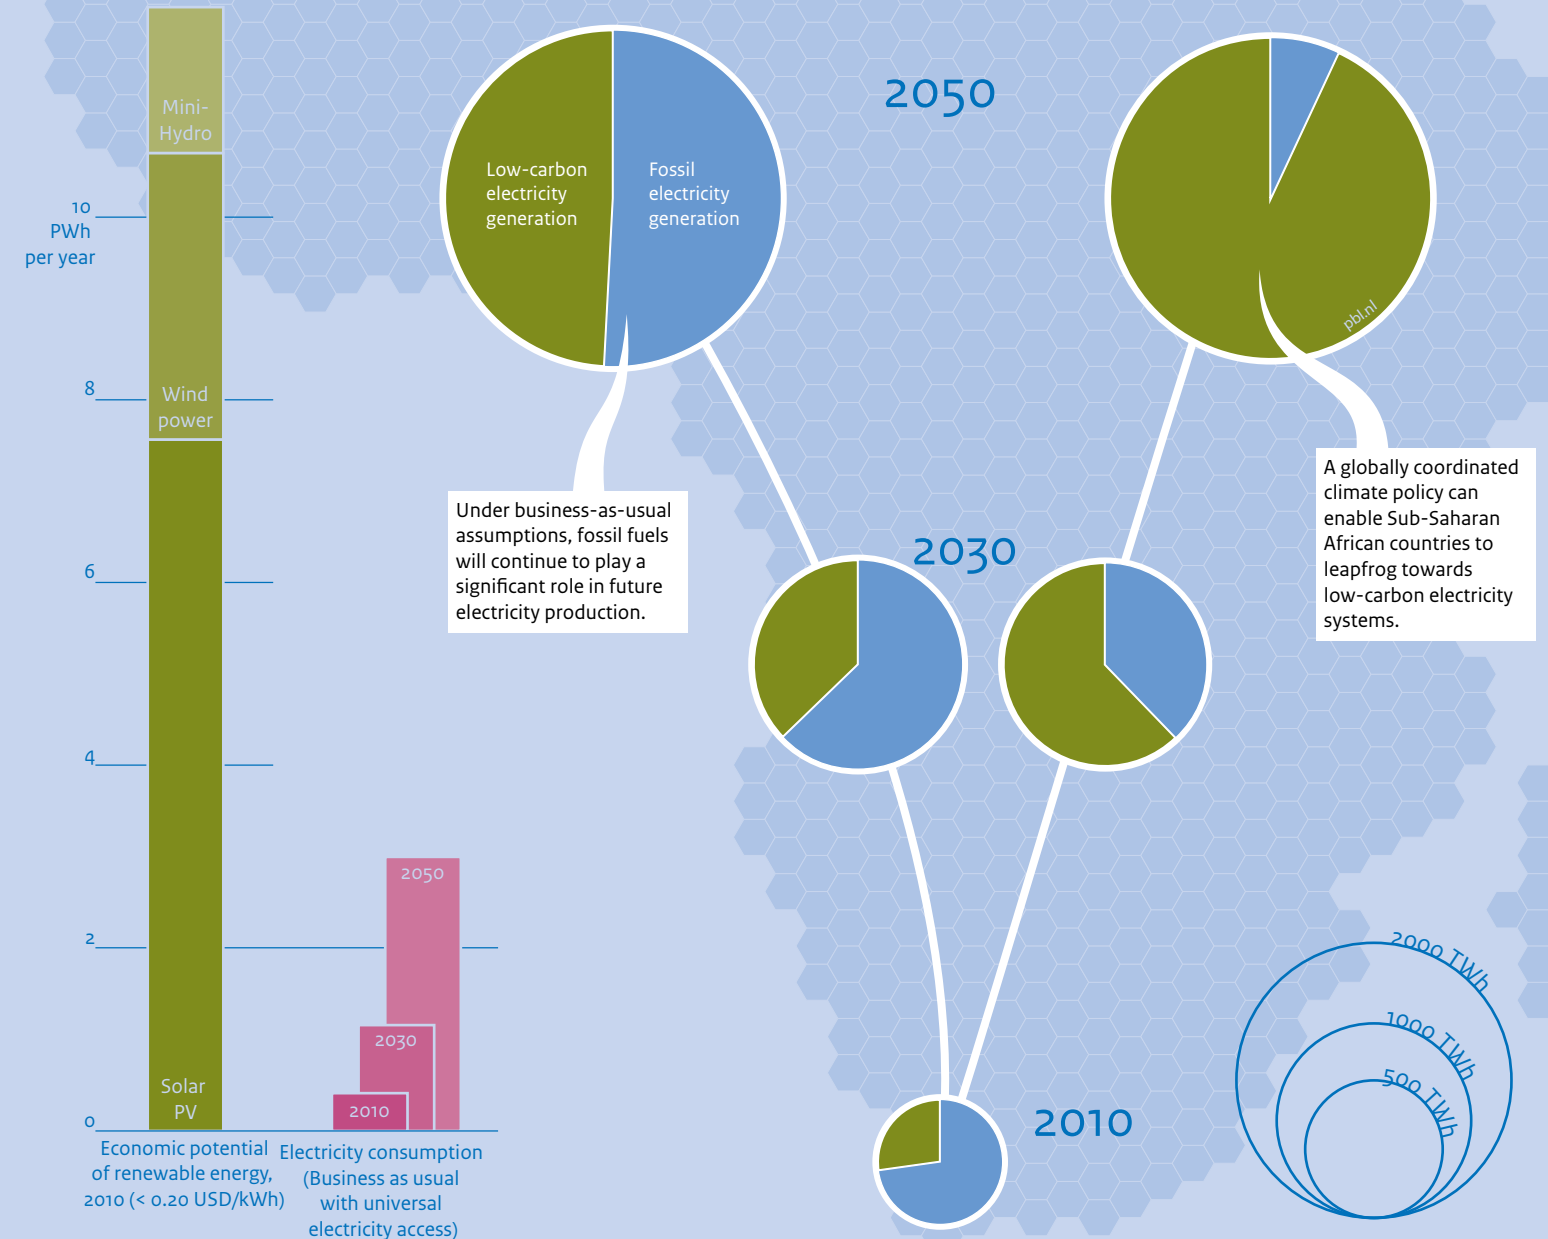 Mini-
Hydro
10
PWh
per year
8
Wind
power
6
4
2
0
Solar
PV
Economic potential
of renewable energy,
2010 (< 0.20 USD/kWh)
2050
2030
2010
Electricity consumption
(Business as usual
with universal
electricity access)
2050
Low-carbon
electricity
generation
Fossil
electricity
generation
pbl.nl
Under business-as-usual
assumptions, fossil fuels
will continue to play a
significant role in future
electricity production.
A globally coordinated
climate policy can
enable Sub-Saharan
African countries to
leapfrog towards
low-carbon electricity
systems.
2030
2010
2000 TWh
1000 TWh
500 TWh